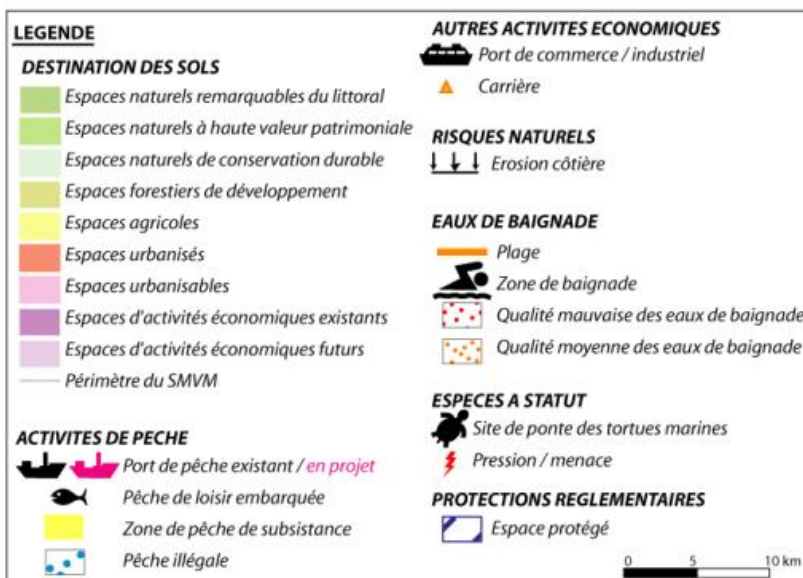 LEGENDE
DESTINATION DES SOLS
Espaces naturels remarquables du littoral
Espaces naturels à haute valeur patrimoniale
Espaces naturels de conservation durable
Espaces forestiers de développement
Espaces agricoles
Espaces urbanisés
Espaces urbanisables
Espaces d'activités économiques existants
Espaces d'activités économiques futurs
Périmètre du SMVM
ACTIVITES DE PECHE
Port de pêche existant / en projet
Pêche de loisir embarquée
Zone de pêche de subsistance
Pêche illégale
AUTRES ACTIVITES ECONOMIQUES
Port de commerce / industriel
Carrière
RISQUES NATURELS
Erosion côtière
EAUX DE BAIGNADE
Plage
Zone de baignade
Qualité mauvaise des eaux de baignade
Qualité moyenne des eaux de baignade
ESPECES A STATUT
Site de ponte des tortues marines
Pression / menace
PROTECTIONS REGLEMENTAIRES
Espace protégé
0 5 10 km